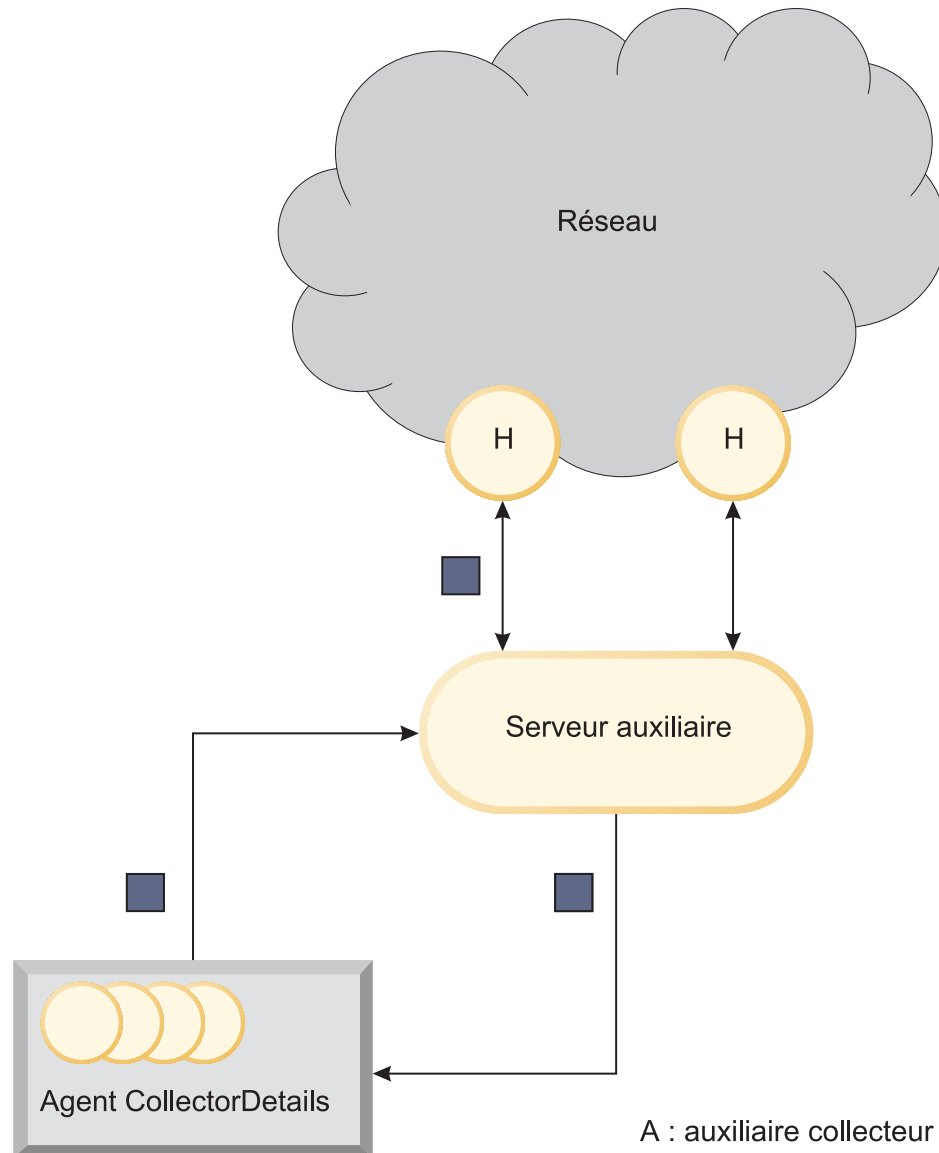 Réseau
H
H
Serveur auxiliaire
Agent CollectorDetails
A : auxiliaire collecteur